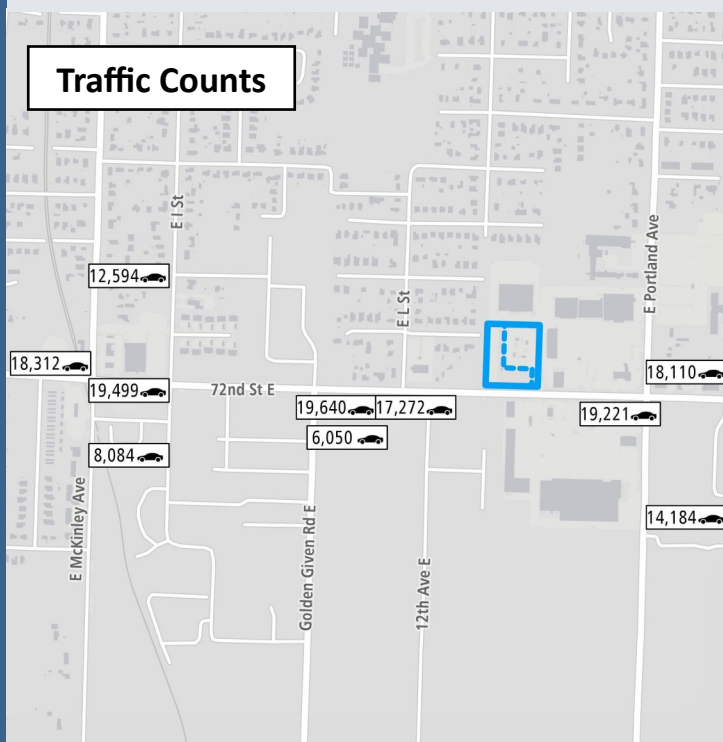 Traffic Counts
E I St
E Portland Ave
12,594
E L St
18,312
18,110
19,499
72nd St E
19,640
17,272
19,221
6,050
8,084
E McKinley Ave
Golden Given Rd E
12th Ave E
14,184